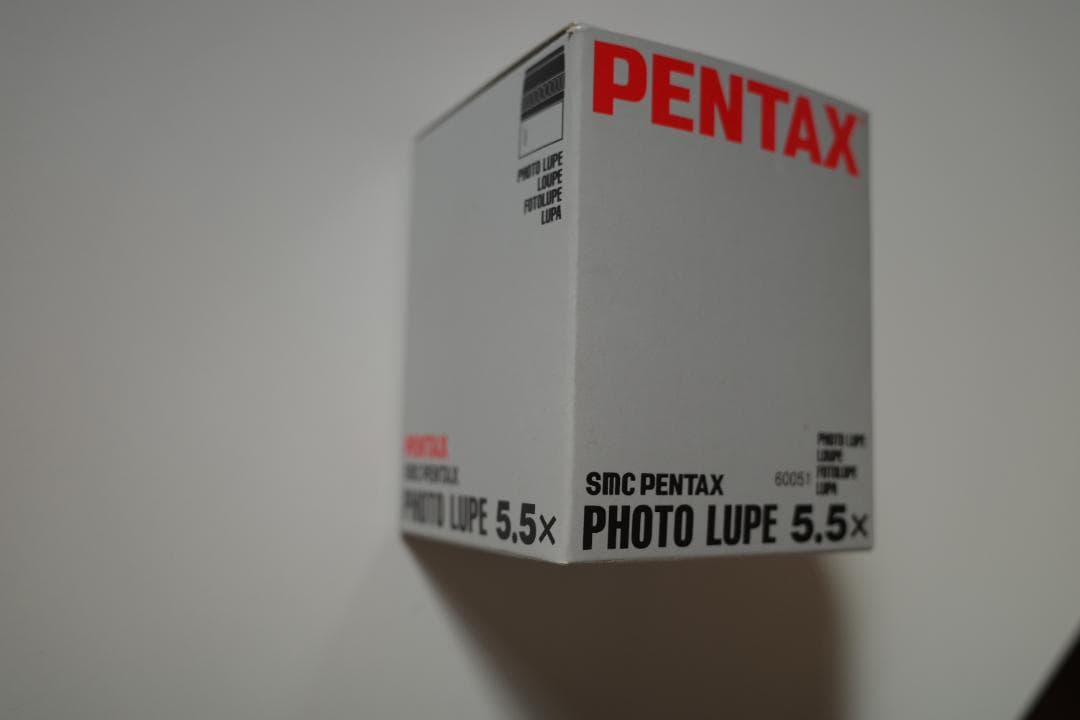 PHOTO LUPE
LOUPE
FOTOLUPE
LUPA
PENTAX
SMC PENTAX
PHOTO LUPE 5.5×
PENTAX
SMC PENTAX
60051
PHOTO LUPE
LOUPE
FOTOLUPE
LUPA
PHOTO LUPE 5.5×